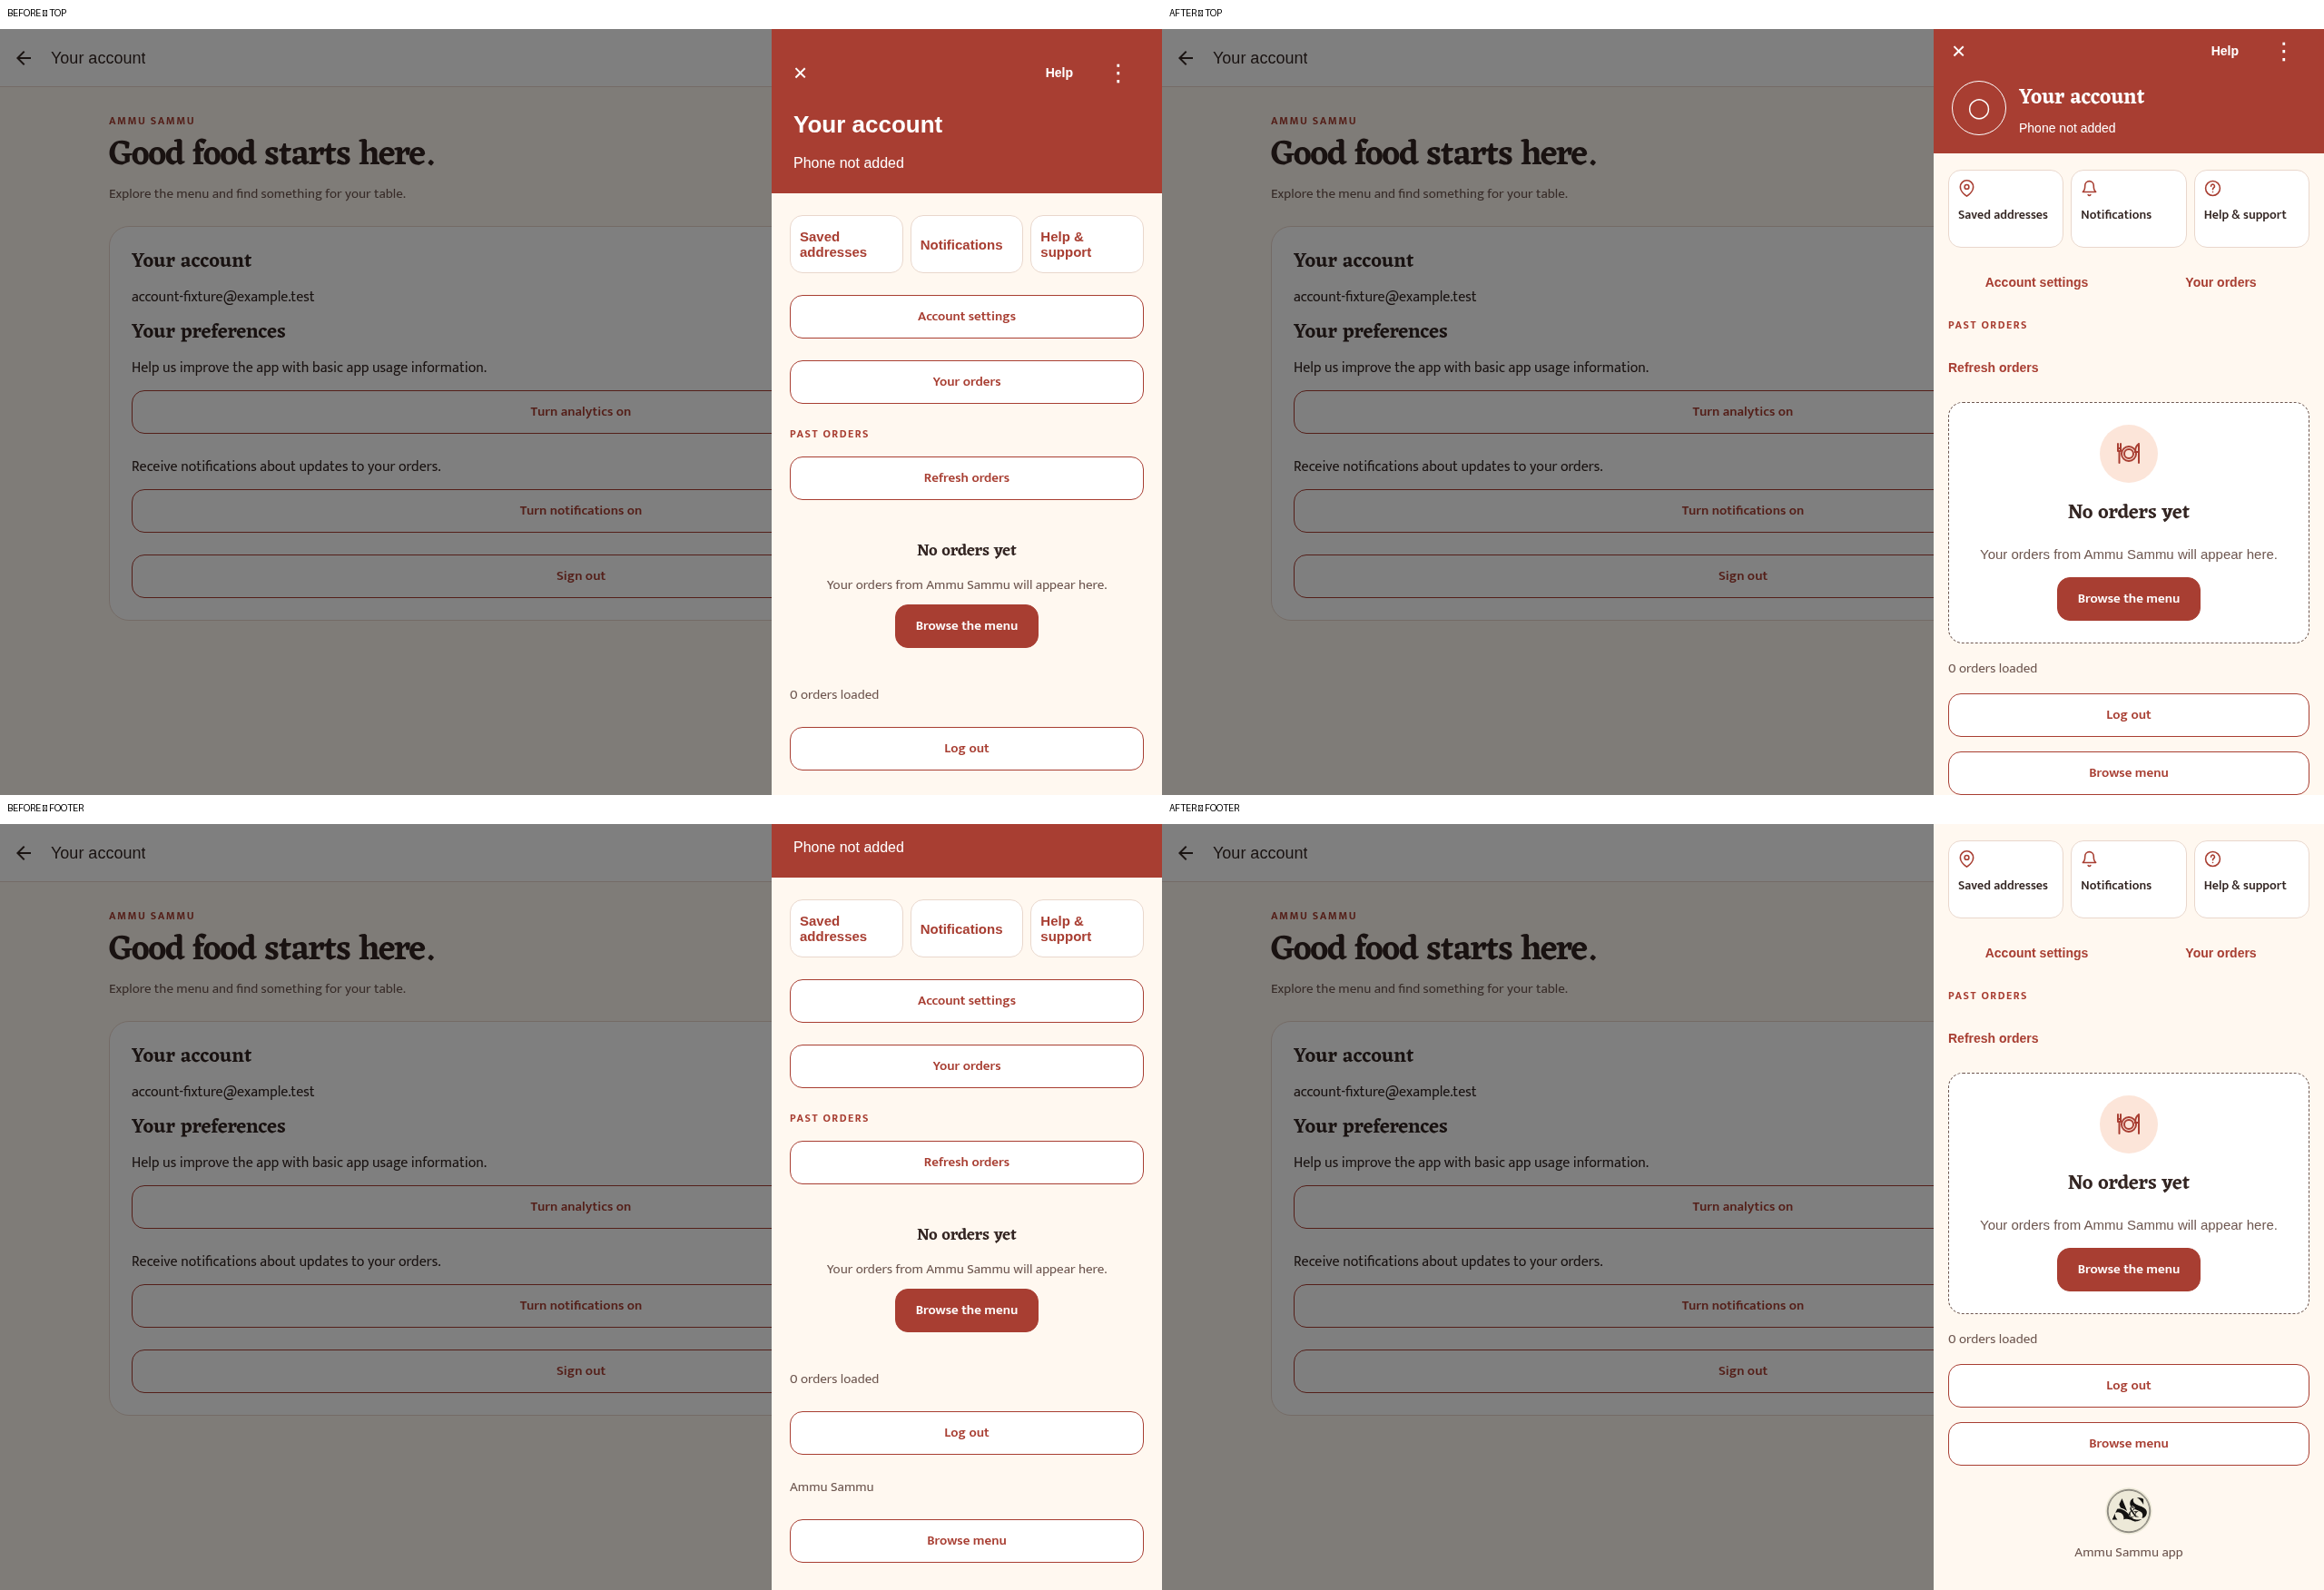 BEFORE TOP
Your account
AMMU SAMMU
Good food starts here.
Explore the menu and find something for your table.
Your account
account-fixture@example.test
Your preferences
Help us improve the app with basic app usage information.
Turn analytics on
Receive notifications about updates to your orders.
Turn notifications on
Sign out
Help
Your account
Phone not added
Saved addresses
Notifications
Help & support
Account settings
Your orders
PAST ORDERS
Refresh orders
No orders yet
Your orders from Ammu Sammu will appear here.
Browse the menu
0 orders loaded
Log out
AFTER TOP
Your account
AMMU SAMMU
Good food starts here.
Explore the menu and find something for your table.
Your account
account-fixture@example.test
Your preferences
Help us improve the app with basic app usage information.
Turn analytics on
Receive notifications about updates to your orders.
Turn notifications on
Sign out
Help
Your account
Phone not added
Saved addresses
Notifications
Help & support
Account settings
Your orders
PAST ORDERS
Refresh orders
No orders yet
Your orders from Ammu Sammu will appear here.
Browse the menu
0 orders loaded
Log out
Browse menu
BEFORE FOOTER
Your account
AMMU SAMMU
Good food starts here.
Explore the menu and find something for your table.
Your account
account-fixture@example.test
Your preferences
Help us improve the app with basic app usage information.
Turn analytics on
Receive notifications about updates to your orders.
Turn notifications on
Sign out
Phone not added
Saved addresses
Notifications
Help & support
Account settings
Your orders
PAST ORDERS
Refresh orders
No orders yet
Your orders from Ammu Sammu will appear here.
Browse the menu
0 orders loaded
Log out
Ammu Sammu
Browse menu
AFTER FOOTER
Your account
AMMU SAMMU
Good food starts here.
Explore the menu and find something for your table.
Your account
account-fixture@example.test
Your preferences
Help us improve the app with basic app usage information.
Turn analytics on
Receive notifications about updates to your orders.
Turn notifications on
Sign out
Saved addresses
Notifications
Help & support
Account settings
Your orders
PAST ORDERS
Refresh orders
No orders yet
Your orders from Ammu Sammu will appear here.
Browse the menu
0 orders loaded
Log out
Browse menu
A&S
Ammu Sammu app